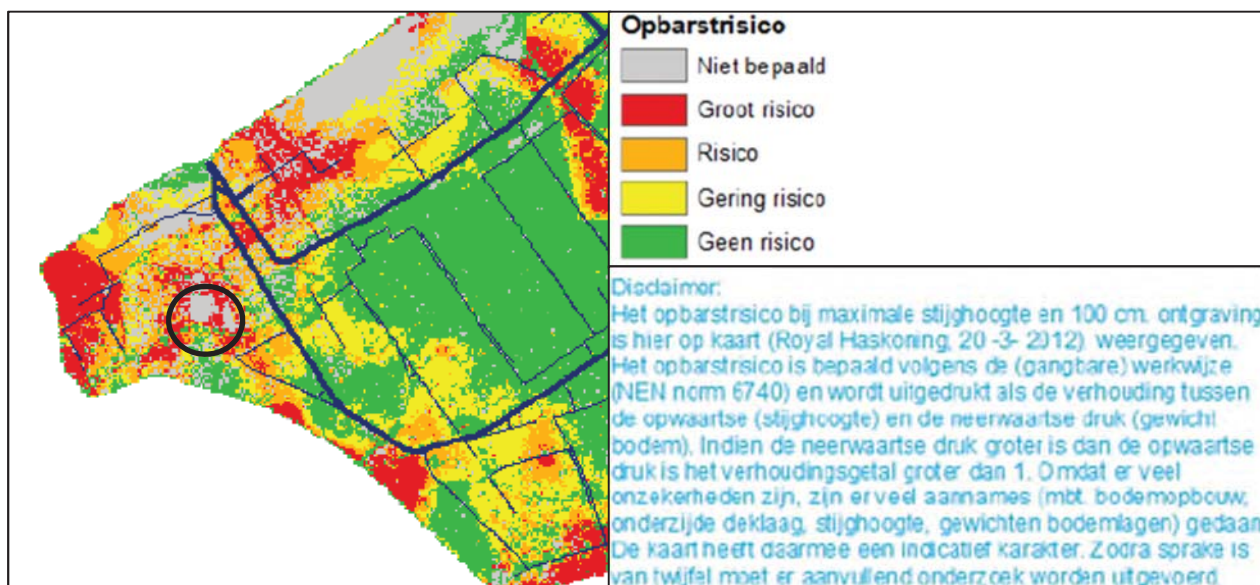 Opbarstrisico
Niet bepaald
Groot risico
Risico
Gering risico
Geen risico
Disclaimer:
Het opbarstrisico bij maximale stijghoogte en 100 cm. ontgraving
is hier op kaart (Royal Haskoning, 20 -3- 2012) weergegeven.
Het opbarstrisico is bepaald volgens de (gangbare) werkwijze
(NEN norm 6740) en wordt uitgedrukt als de verhouding tussen
de opwaartse (stijghoogte) en de neerwaartse druk (gewicht
bodem). Indien de neerwaartse druk groter is dan de opwaartse
druk is het verhoudingsgetal groter dan 1. Omdat er veel
onzekerheden zijn, zijn er veel aannames (mbt. bodemopbouw,
onderzijde deklaag, stijghoogte, gewichten bodemlagen) gedaan
De kaart heeft daarmee een indicatief karakter. Zodra sprake is
van twijfel moet er aanvullend onderzoek worden uitgevoerd